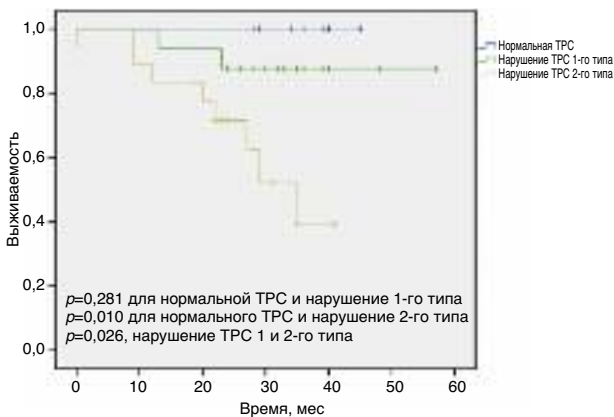 1,0
0,8
0,6
0,4
0,2
0,0
Выживаемость
Нормальная ТРС
Нарушение ТРС 1-го типа
Нарушение ТРС 2-го типа
p=0,281 для нормальной ТРС и нарушение 1-го типа
p=0,010 для нормального ТРС и нарушение 2-го типа
p=0,026, нарушение ТРС 1 и 2-го типа
0 10 20 30 40 50 60
Время, мес